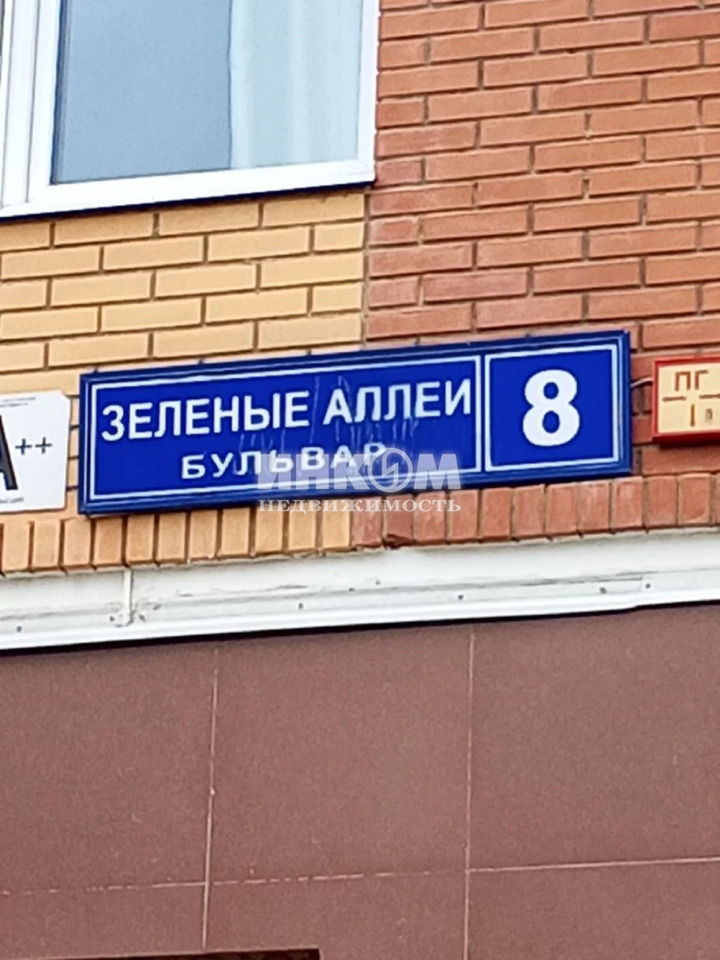 ЗЕЛЕНЫЕ АЛЛЕИ
БУЛЬВАР
8
А++
ПГ
ИНКОМ
НЕДВИЖИМОСТЬ